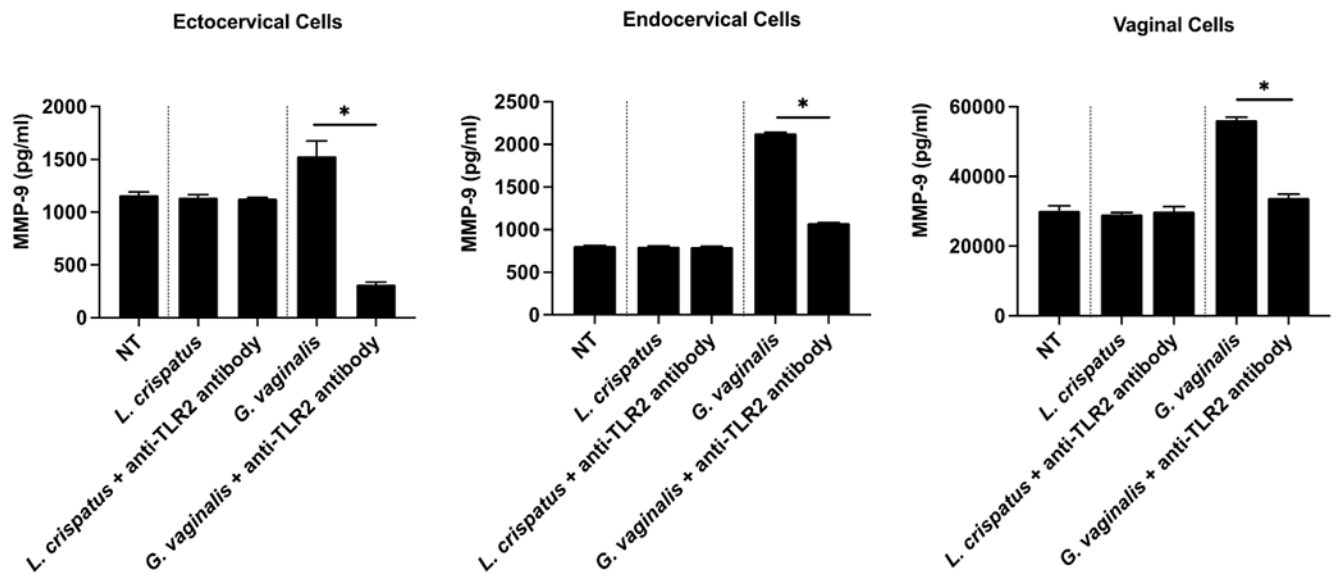 Ectocervical Cells
MMP-9 (pg/ml)
2000
1500
1000
500
0
*
NT
L. crispatus
L. crispatus + anti-TLR2 antibody
G. vaginalis
G. vaginalis + anti-TLR2 antibody
Endocervical Cells
MMP-9 (pg/ml)
2500
2000
1500
1000
500
0
*
NT
L. crispatus
L. crispatus + anti-TLR2 antibody
G. vaginalis
G. vaginalis + anti-TLR2 antibody
Vaginal Cells
MMP-9 (pg/ml)
60000
40000
20000
0
*
NT
L. crispatus
L. crispatus + anti-TLR2 antibody
G. vaginalis
G. vaginalis + anti-TLR2 antibody